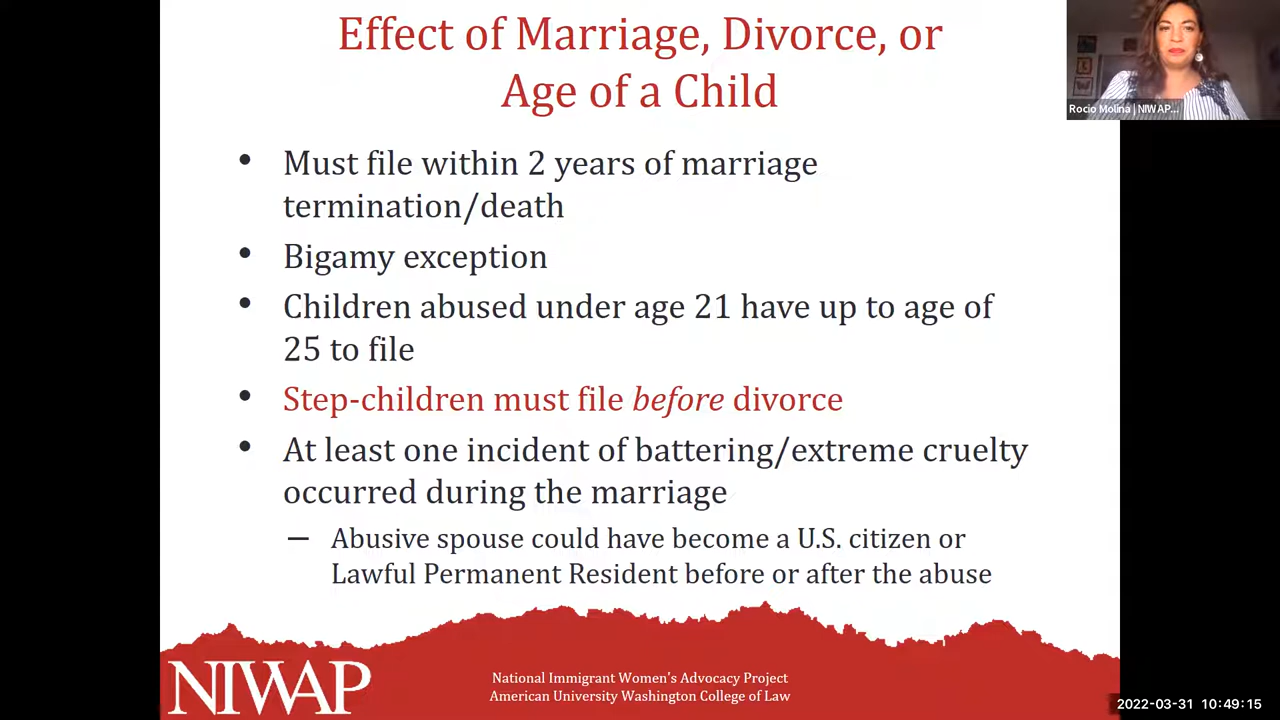 Effect of Marriage, Divorce, or
Age of a Child
Rocio Molina | NIWAP...
• Must file within 2 years of marriage
termination/death
• Bigamy exception
• Children abused under age 21 have up to age of
25 to file
• Step-children must file before divorce
• At least one incident of battering/extreme cruelty
occurred during the marriage
– Abusive spouse could have become a U.S. citizen or
Lawful Permanent Resident before or after the abuse
NIWAP
National Immigrant Women's Advocacy Project
American University Washington College of Law
2022-03-31 10:49:15